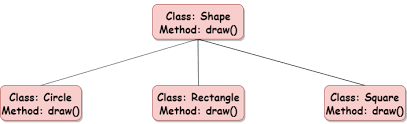 Class: Shape
Method: draw()
Class: Circle
Method: draw()
Class: Rectangle
Method: draw()
Class: Square
Method: draw()